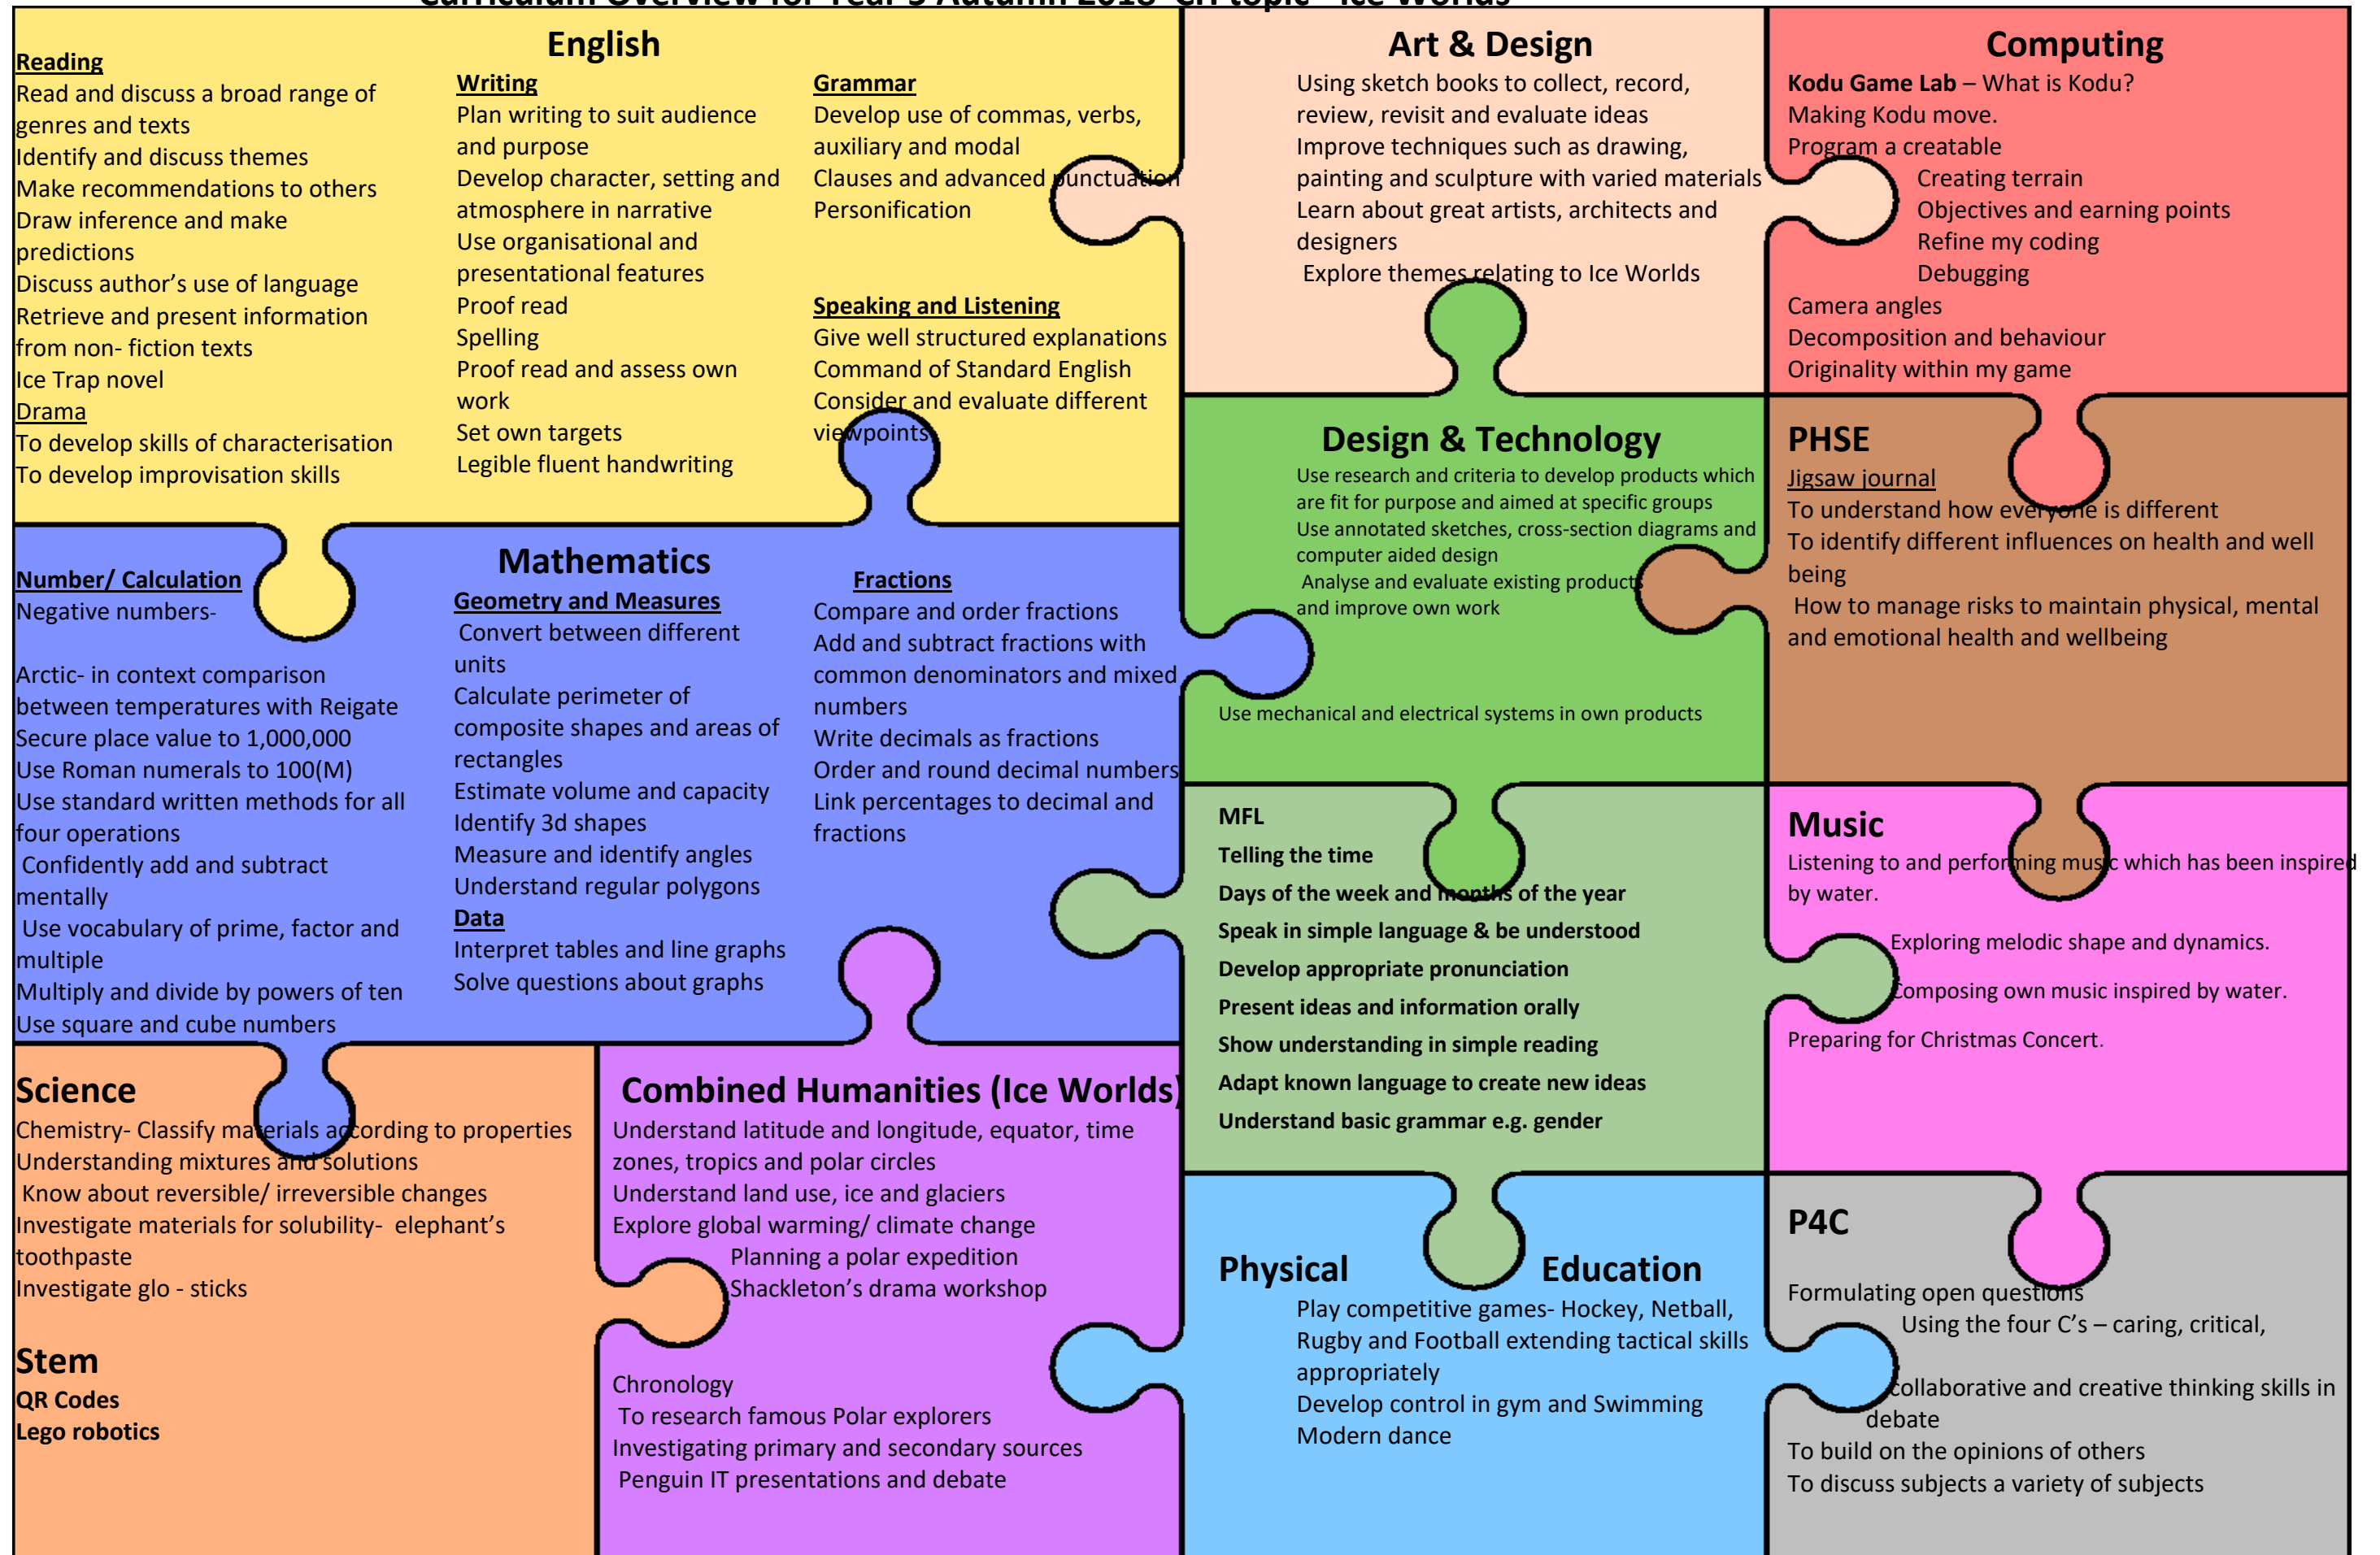 Curriculum Overview for Year 5 Autumn 2018 CH topic - Ice Worlds
English
Reading
Read and discuss a broad range of
genres and texts
Identify and discuss themes
Make recommendations to others
Draw inference and make
predictions
Discuss author's use of language
Retrieve and present information
from non- fiction texts
Ice Trap novel
Drama
To develop skills of characterisation
To develop improvisation skills
Writing
Plan writing to suit audience
and purpose
Develop character, setting and
atmosphere in narrative
Use organisational and
presentational features
Proof read
Spelling
Proof read and assess own
work
Set own targets
Legible fluent handwriting
Grammar
Develop use of commas, verbs,
auxiliary and modal
Clauses and advanced punctuation
Personification
Speaking and Listening
Give well structured explanations
Command of Standard English
Consider and evaluate different
viewpoints
Art & Design
Using sketch books to collect, record,
review, revisit and evaluate ideas
Improve techniques such as drawing,
painting and sculpture with varied materials
Learn about great artists, architects and
designers
Explore themes relating to Ice Worlds
Computing
Kodu Game Lab – What is Kodu?
Making Kodu move.
Program a creatable
Creating terrain
Objectives and earning points
Refine my coding
Debugging
Camera angles
Decomposition and behaviour
Originality within my game
Mathematics
Number/ Calculation
Negative numbers-
Arctic- in context comparison
between temperatures with Reigate
Secure place value to 1,000,000
Use Roman numerals to 100(M)
Use standard written methods for all
four operations
Confidently add and subtract
mentally
Use vocabulary of prime, factor and
multiple
Multiply and divide by powers of ten
Use square and cube numbers
Geometry and Measures
Convert between different
units
Calculate perimeter of
composite shapes and areas of
rectangles
Estimate volume and capacity
Identify 3d shapes
Measure and identify angles
Understand regular polygons
Data
Interpret tables and line graphs
Solve questions about graphs
Fractions
Compare and order fractions
Add and subtract fractions with
common denominators and mixed
numbers
Write decimals as fractions
Order and round decimal numbers
Link percentages to decimal and
fractions
Design & Technology
Use research and criteria to develop products which
are fit for purpose and aimed at specific groups
Use annotated sketches, cross-section diagrams and
computer aided design
Analyse and evaluate existing products
and improve own work
Use mechanical and electrical systems in own products
PHSE
Jigsaw journal
To understand how everyone is different
To identify different influences on health and well
being
How to manage risks to maintain physical, mental
and emotional health and wellbeing
MFL
Telling the time
Days of the week and months of the year
Speak in simple language & be understood
Develop appropriate pronunciation
Present ideas and information orally
Show understanding in simple reading
Adapt known language to create new ideas
Understand basic grammar e.g. gender
Music
Listening to and performing music which has been inspired
by water.
Exploring melodic shape and dynamics.
Composing own music inspired by water.
Preparing for Christmas Concert.
Science
Chemistry- Classify materials according to properties
Understanding mixtures and solutions
Know about reversible/ irreversible changes
Investigate materials for solubility- elephant's
toothpaste
Investigate glo - sticks
Stem
QR Codes
Lego robotics
Combined Humanities (Ice Worlds)
Understand latitude and longitude, equator, time
zones, tropics and polar circles
Understand land use, ice and glaciers
Explore global warming/ climate change
Planning a polar expedition
Shackleton's drama workshop
Chronology
To research famous Polar explorers
Investigating primary and secondary sources
Penguin IT presentations and debate
Physical Education
Play competitive games- Hockey, Netball,
Rugby and Football extending tactical skills
appropriately
Develop control in gym and Swimming
Modern dance
P4C
Formulating open questions
Using the four C's – caring, critical,
collaborative and creative thinking skills in
debate
To build on the opinions of others
To discuss subjects a variety of subjects